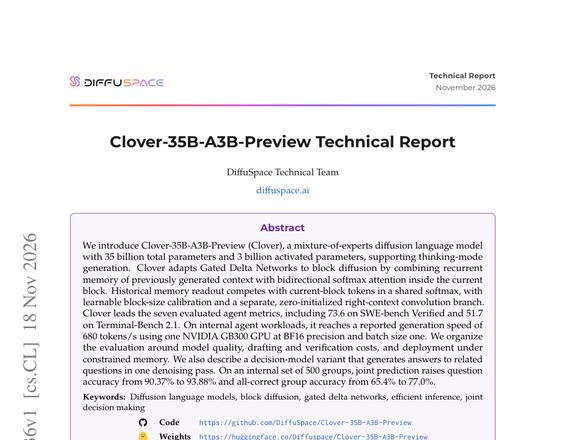 DIFFUSPACE
Technical Report
November 2026
Clover-35B-A3B-Preview Technical Report
DiffuSpace Technical Team
diffuspace.ai
Abstract
We introduce Clover-35B-A3B-Preview (Clover), a mixture-of-experts diffusion language model
with 35 billion total parameters and 3 billion activated parameters, supporting thinking-mode
generation. Clover adapts Gated Delta Networks to block diffusion by combining recurrent
memory of previously generated context with bidirectional softmax attention inside the current
block. Historical memory readout competes with current-block tokens in a shared softmax, with
learnable block-size calibration and a separate, zero-initialized right-context convolution branch.
Clover leads the seven evaluated agent metrics, including 73.6 on SWE-bench Verified and 51.7
on Terminal-Bench 2.1. On internal agent workloads, it reaches a reported generation speed of
680 tokens/s using one NVIDIA GB300 GPU at BF16 precision and batch size one. We organize
the evaluation around model quality, drafting and verification costs, and deployment under
constrained memory. We also describe a decision-model variant that generates answers to related
questions in one denoising pass. On an internal set of 500 groups, joint prediction raises question
accuracy from 90.37% to 93.88% and all-correct group accuracy from 65.4% to 77.0%.
Keywords: Diffusion language models, block diffusion, gated delta networks, efficient inference, joint
decision making
Code https://github.com/DiffuSpace/Clover-35B-A3B-Preview
Weights https://huggingface.co/Diffuspace/Clover-35B-A3B-Preview
6v1 [cs.CL] 18 Nov 2026